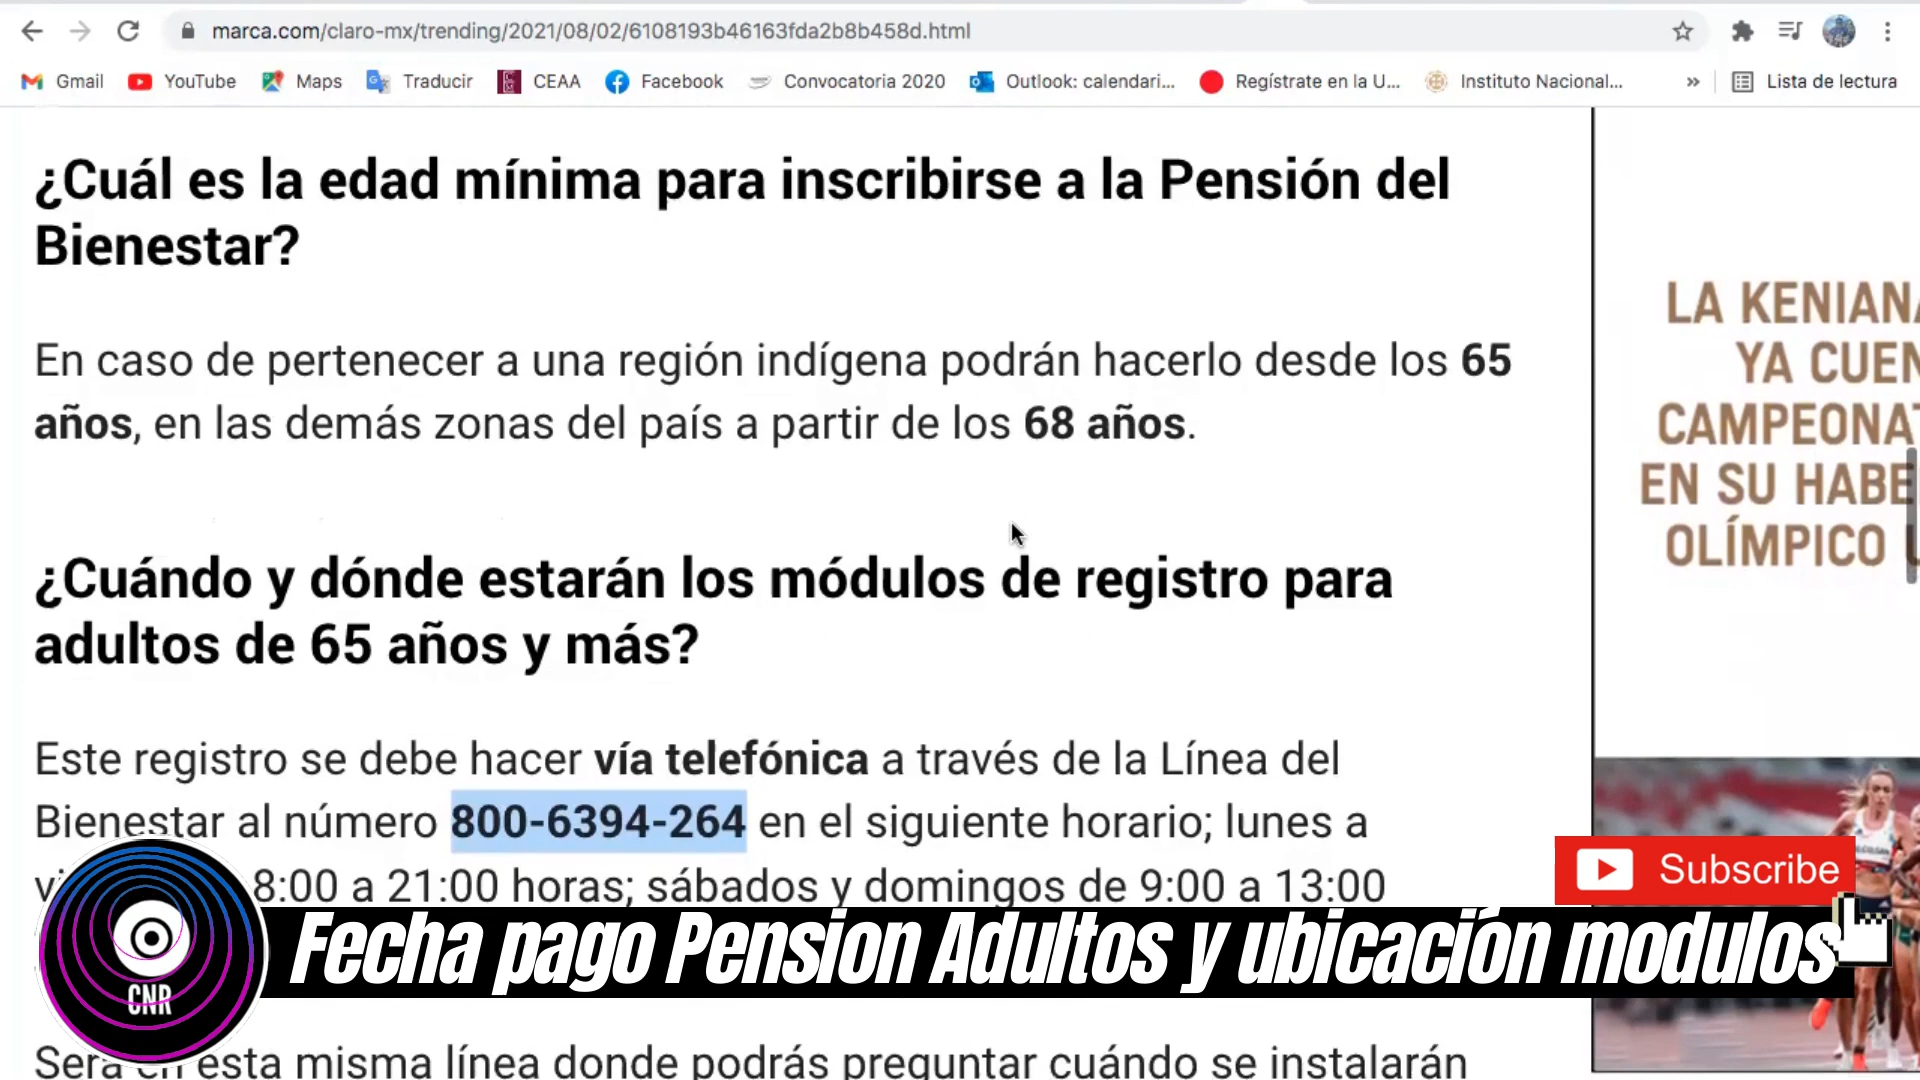 marca.com/claro-mx/trending/2021/08/02/6108193b46163fda2b8b458d.html
Gmail YouTube Maps Traducir CEAA Facebook Convocatoria 2020 Outlook: calendari... Regístrate en la U... Instituto Nacional... » Lista de lectura
¿Cuál es la edad mínima para inscribirse a la Pensión del
Bienestar?
En caso de pertenecer a una región indígena podrán hacerlo desde los 65
años, en las demás zonas del país a partir de los 68 años.
¿Cuándo y dónde estarán los módulos de registro para
adultos de 65 años y más?
Este registro se debe hacer vía telefónica a través de la Línea del
Bienestar al número 800-6394-264 en el siguiente horario; lunes a
8:00 a 21:00 horas; sábados y domingos de 9:00 a 13:00
Será en esta misma línea donde podrás preguntar cuándo se instalarán
LA KENIANA
YA CUEN
CAMPEONAT
EN SU HABE
OLÍMPICO
Subscribe
Fecha pago Pension Adultos y ubicación modulos
CNR